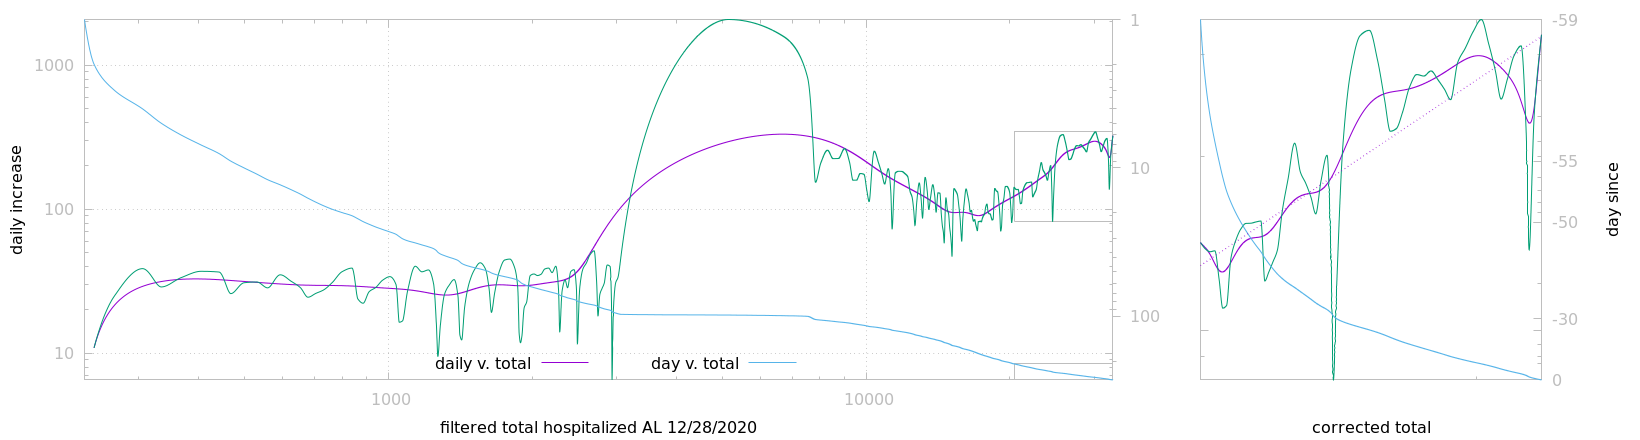 1000
100
10
daily increase
1
10
100
daily v. total
day v. total
1000
10000
filtered total hospitalized AL 12/28/2020
-59
-55
-50
-30
0
day since
corrected total